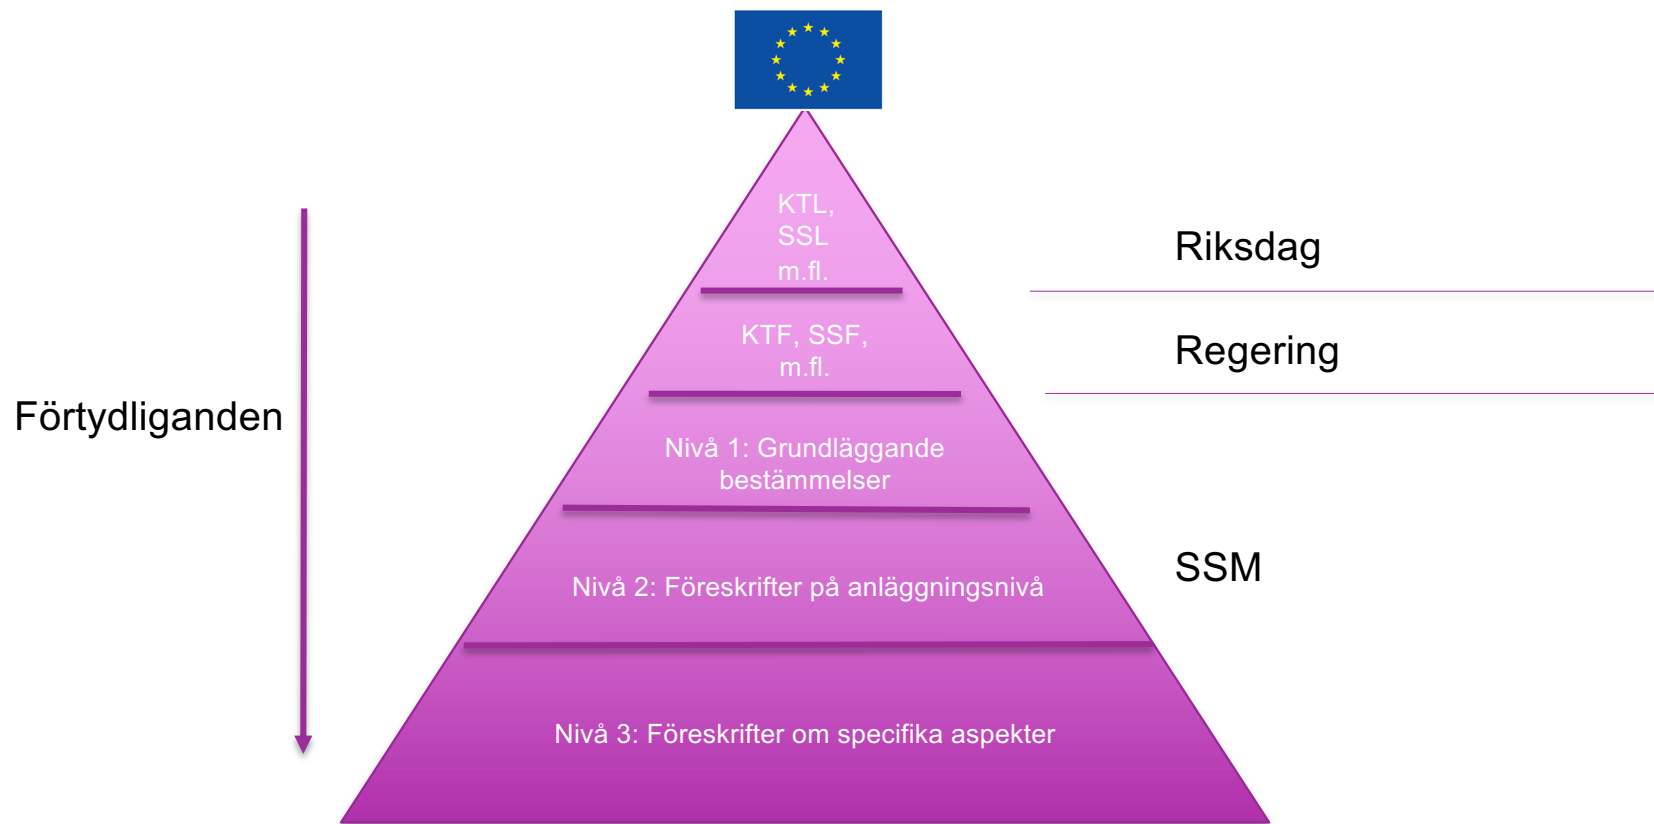 KTL,
SSL
m.fl.
Riksdag
KTF, SSF,
m.fl.
Regering
Förtydliganden
Nivå 1: Grundläggande
bestämmelser
Nivå 2: Föreskrifter på anläggningsnivå
SSM
Nivå 3: Föreskrifter om specifika aspekter